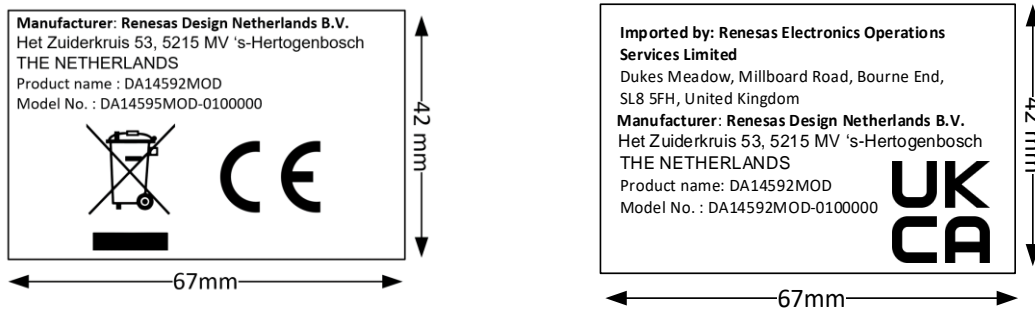 Manufacturer: Renesas Design Netherlands B.V.
Het Zuiderkruis 53, 5215 MV ‘s-Hertogenbosch
THE NETHERLANDS
Product name : DA14592MOD
Model No. : DA14595MOD-0100000
CE
42 mm
67mm
Imported by: Renesas Electronics Operations
Services Limited
Dukes Meadow, Millboard Road, Bourne End,
SL8 5FH, United Kingdom
Manufacturer: Renesas Design Netherlands B.V.
Het Zuiderkruis 53, 5215 MV ‘s-Hertogenbosch
THE NETHERLANDS
Product name: DA14592MOD
Model No. : DA14592MOD-0100000
UK
CA
42 mm
67mm